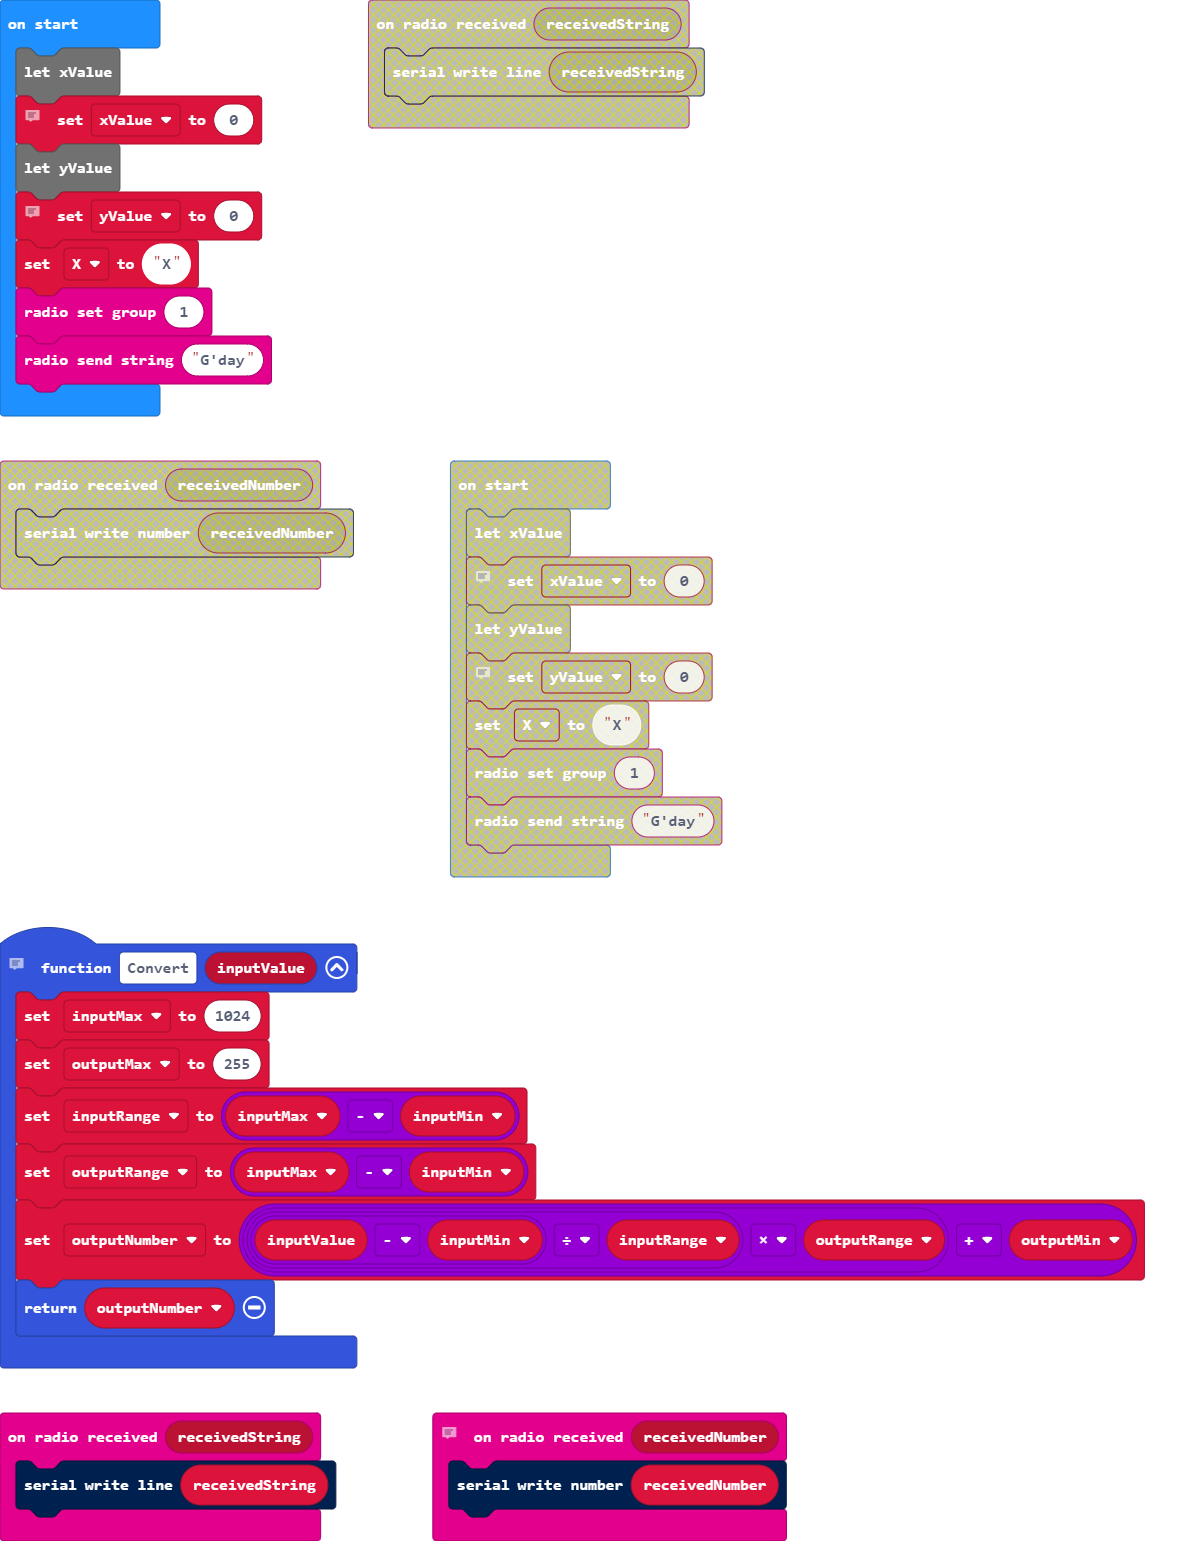 on start
let xValue
set xValue to 0
let yValue
set yValue to 0
set X to "X"
radio set group 1
radio send string "G'day"
on radio received receivedString
serial write line receivedString
on radio received receivedNumber
serial write number receivedNumber
on start
let xValue
set xValue to 0
let yValue
set yValue to 0
set X to "X"
radio set group 1
radio send string "G'day"
function Convert inputValue
set inputMax to 1024
set outputMax to 255
set inputRange to inputMax - inputMin
set outputRange to inputMax - inputMin
set outputNumber to inputValue - inputMin ÷ inputRange × outputRange + outputMin
return outputNumber
on radio received receivedString
serial write line receivedString
on radio received receivedNumber
serial write number receivedNumber